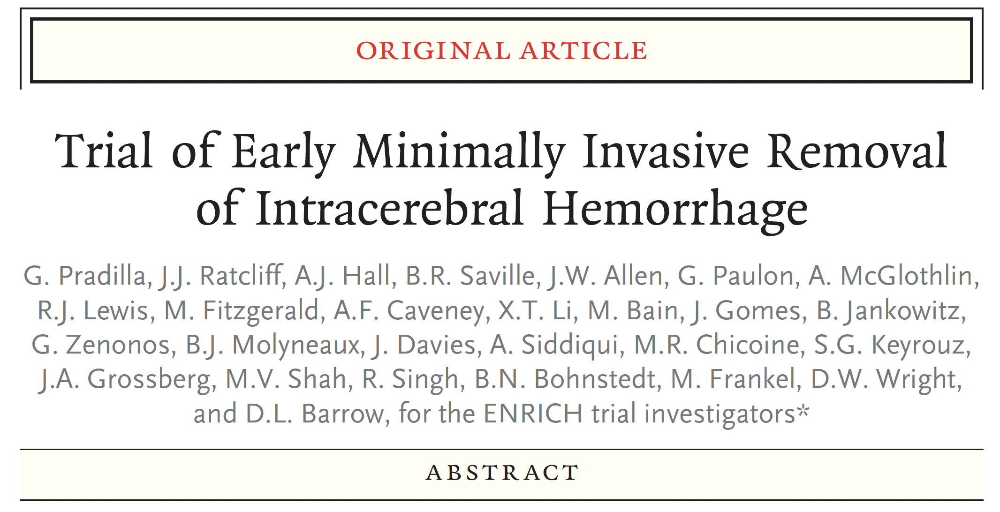 ORIGINAL ARTICLE
Trial of Early Minimally Invasive Removal
of Intracerebral Hemorrhage
G. Pradilla, J.J. Ratcliff, A.J. Hall, B.R. Saville, J.W. Allen, G. Paulon, A. McGlothlin,
R.J. Lewis, M. Fitzgerald, A.F. Caveney, X.T. Li, M. Bain, J. Gomes, B. Jankowitz,
G. Zenonos, B.J. Molyneaux, J. Davies, A. Siddiqui, M.R. Chicoine, S.G. Keyrouz,
J.A. Grossberg, M.V. Shah, R. Singh, B.N. Bohnstedt, M. Frankel, D.W. Wright,
and D.L. Barrow, for the ENRICH trial investigators*
ABSTRACT